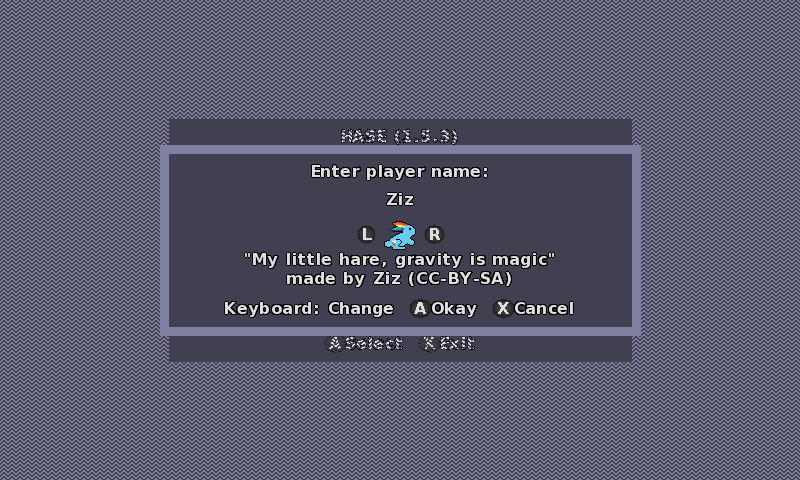 HASE (1.5.3)
Enter player name:
Ziz
L R
"My little hare, gravity is magic"
made by Ziz (CC-BY-SA)
Keyboard: Change A Okay X Cancel
A Select X Exit